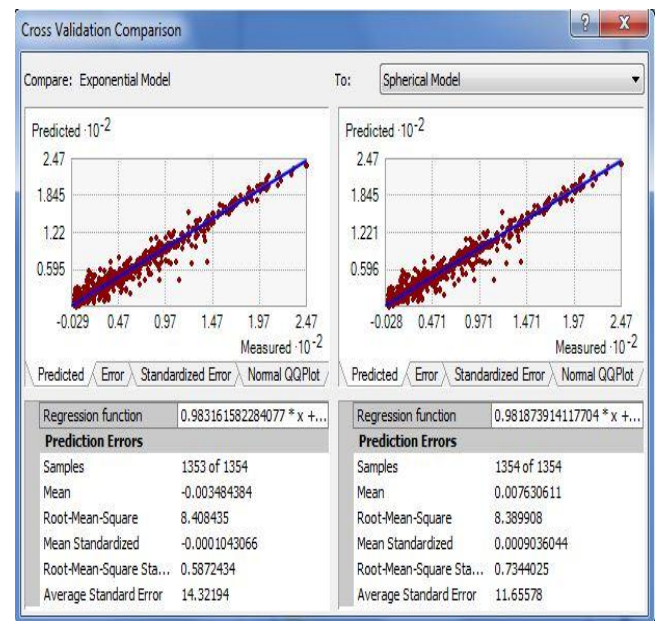 Cross Validation Comparison
Compare: Exponential Model To: Spherical Model
Predicted ·10-2
2.47
1.845
1.22
0.595
-0.029 0.47 0.97 1.47 1.97 2.47
Measured ·10-2
Predicted Error Standardized Error Normal QQPlot
Regression function 0.983161582284077 * x +...
Prediction Errors
Samples 1353 of 1354
Mean -0.003484384
Root-Mean-Square 8.408435
Mean Standardized -0.0001043066
Root-Mean-Square Sta... 0.5872434
Average Standard Error 14.32194
Predicted ·10-2
2.47
1.845
1.221
0.596
-0.028 0.471 0.971 1.471 1.97 2.47
Measured ·10-2
Predicted Error Standardized Error Normal QQPlot
Regression function 0.981873914117704 * x +...
Prediction Errors
Samples 1354 of 1354
Mean 0.007630611
Root-Mean-Square 8.389908
Mean Standardized 0.0009036044
Root-Mean-Square Sta... 0.7344025
Average Standard Error 11.65578